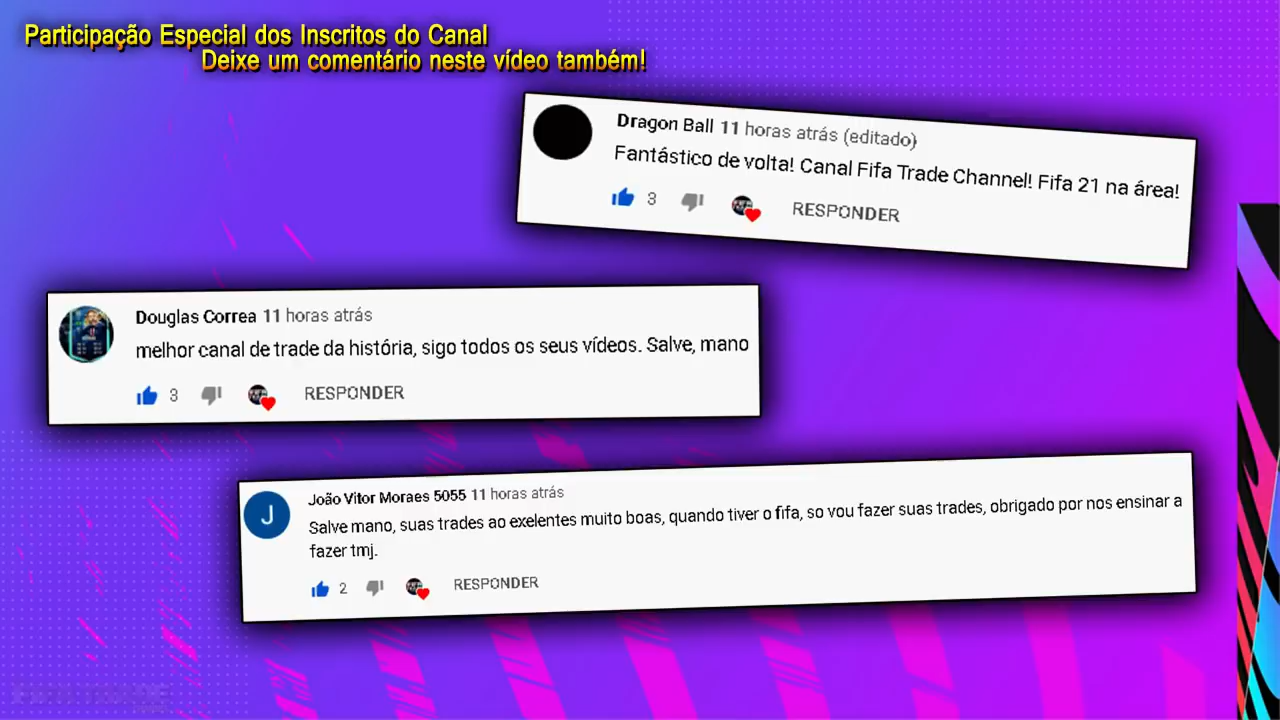 Participação Especial dos Inscritos do Canal
Deixe um comentário neste vídeo também!
Dragon Ball 11 horas atrás (editado)
Fantástico de volta! Canal Fifa Trade Channel! Fifa 21 na área!
3 RESPONDER
Douglas Correa 11 horas atrás
melhor canal de trade da história, sigo todos os seus vídeos. Salve, mano
3 RESPONDER
J
João Vitor Moraes 5055 11 horas atrás
Salve mano, suas trades ao exelentes muito boas, quando tiver o fifa, so vou fazer suas trades, obrigado por nos ensinar a
fazer tmj.
2 RESPONDER